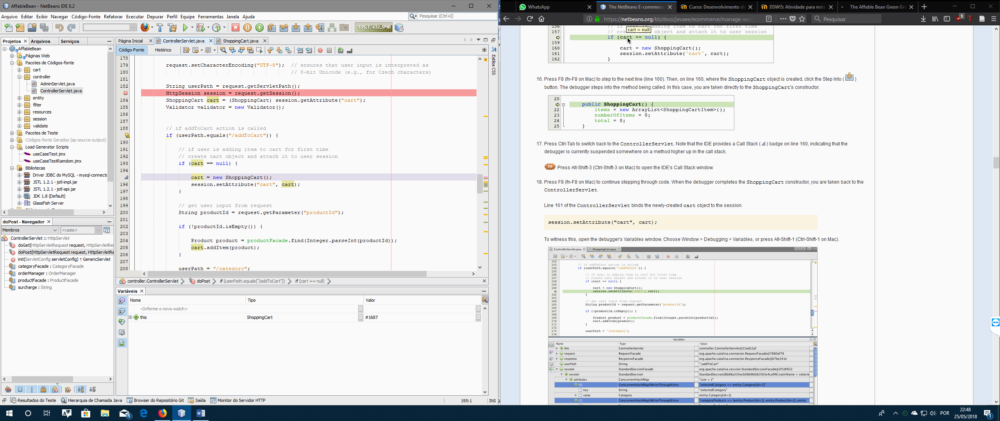 AffableBean - NetBeans IDE 8.2
Arquivo Editar Exibir Navegar Código-Fonte Refatorar Executar Depurar Perfil Equipe Ferramentas Janela Ajuda
Pesquisar (Ctrl+I)
335,7/432,5MB
Projetos Arquivos Serviços
AffableBean
Páginas Web
Pacotes de Códigos-fonte
cart
controller
AdminServlet.java
ControllerServlet.java
entity
filter
resources
session
validate
Pacotes de Teste
Códigos-fonte Gerados (ap-source-output)
Load Generator Scripts
useCaseTest.jmx
useCaseTestRamdom.jmx
Bibliotecas
Driver JDBC do MySQL - mysql-connecto
JSTL 1.2.1 - jstl-impl.jar
JSTL 1.2.1 - jstl-api.jar
JDK 1.8 (Default)
GlassFish Server
doPost - Navegador
Membros <vazio>
ControllerServlet :: HttpServlet
doGet(HttpServletRequest request, HttpServletRes
doPost(HttpServletRequest request, HttpServletRe
init(ServletConfig servletConfig) ↑ GenericServlet
categoryFacade : CategoryFacade
orderManager : OrderManager
productFacade : ProductFacade
surcharge : String
Página Inicial ControllerServlet.java ShoppingCart.java
Código-Fonte Histórico
Estilos CSS
178
179 request.setCharacterEncoding("UTF-8"); // ensures that user input is interpreted as
180 // 8-bit Unicode (e.g., for Czech characters)
181
182 String userPath = request.getServletPath();
HttpSession session = request.getSession();
184 ShoppingCart cart = (ShoppingCart) session.getAttribute("cart");
185 Validator validator = new Validator();
186
187
188 // if addToCart action is called
if (userPath.equals("/addToCart")) {
190
191 // if user is adding item to cart for first time
192 // create cart object and attach it to user session
193 if (cart == null) {
194
cart = new ShoppingCart();
196 session.setAttribute("cart", cart);
197 }
198
199 // get user input from request
200 String productId = request.getParameter("productId");
201
202 if (!productId.isEmpty()) {
203
204 Product product = productFacade.find(Integer.parseInt(productId));
205 cart.addItem(product);
206 }
207
208 userPath = "/category";
controller.ControllerServlet doPost if (userPath.equals("/addToCart")) if (cart == null)
Variáveis
Nome Tipo Valor
<Informe o novo watch>
this ShoppingCart #1687
Resultados do Teste Hierarquia de Chamada Java Browser do Repositório Git Saída Monitor do Servidor HTTP
195:1 INS
WhatsApp The NetBeans E-commerce Curso: Desenvolvimento de DSWI5: Atividade para nota The Affable Bean Green Gro
https://netbeans.org/kb/docs/javaee/ecommerce/manage-sess
Pesquisar
156 // if user is adding item to cart for first time
157 // create cart object and attach it to user session
cart = null
if (cart == null) {
159
160 cart = new ShoppingCart();
161 session.setAttribute("cart", cart);
162 }
16. Press F8 (fn-F8 on Mac) to step to the next line (line 160). Then, on line 160, where the ShoppingCart object is created, click the Step Into ( )
button. The debugger steps into the method being called. In this case, you are taken directly to the ShoppingCart's constructor.
20
public ShoppingCart() {
22 items = new ArrayList<ShoppingCartItem>();
23 numberOfItems = 0;
24 total = 0;
25 }
17. Press Ctrl-Tab to switch back to the ControllerServlet. Note that the IDE provides a Call Stack ( ) badge on line 160, indicating that the
debugger is currently suspended somewhere on a method higher up in the call stack.
TIP Press Alt-Shift-3 (Ctrl-Shift-3 on Mac) to open the IDE's Call Stack window.
18. Press F8 (fn-F8 on Mac) to continue stepping through code. When the debugger completes the ShoppingCart constructor, you are taken back to the
ControllerServlet.
Line 161 of the ControllerServlet binds the newly-created cart object to the session.
session.setAttribute("cart", cart);
To witness this, open the debugger's Variables window. Choose Window > Debugging > Variables, or press Alt-Shift-1 (Ctrl-Shift-1 on Mac).
ControllerServlet.java ShoppingCart.java
152
153 // if addToCart action is called
154 if (userPath.equals("/addToCart")) {
155
156 // if user is adding item to cart for first time
157 // create cart object and attach it to user session
158 if (cart == null) {
159
160 cart = new ShoppingCart();
session.setAttribute("cart", cart);
162 }
163
164 // get user input from request
165 String productId = request.getParameter("productId");
166
167 if (!productId.isEmpty()) {
168
169 Product product = productFacade.find(Integer.parseInt(productId));
170 cart.addItem(product);
171 }
172
173 userPath = "/category";
174
Variables
Name Type Value
this ControllerServlet controller.ControllerServlet@21ed22af
request RequestFacade org.apache.catalina.connector.RequestFacade@7880af78
response ResponseFacade org.apache.catalina.connector.ResponseFacade@67be341e
userPath String "/addToCart"
session StandardSessionFacade org.apache.catalina.session.StandardSessionFacade@2f1df832
session StandardSession StandardSession[8b88a335ecb08b9b0d2563e4ca99]\nattrName = selecte
attributes ConcurrentHashMap "size = 2"
[0] ConcurrentHashMap$WriteThroughEntry "selectedCategory => entity.Category[id=1]"
key String "selectedCategory"
value Category entity.Category[id=1]
[1] ConcurrentHashMap$WriteThroughEntry "categoryProducts => [entity.Product[id=1], entity.Product[id=2], entity
5
POR
22:48
25/05/2018
1